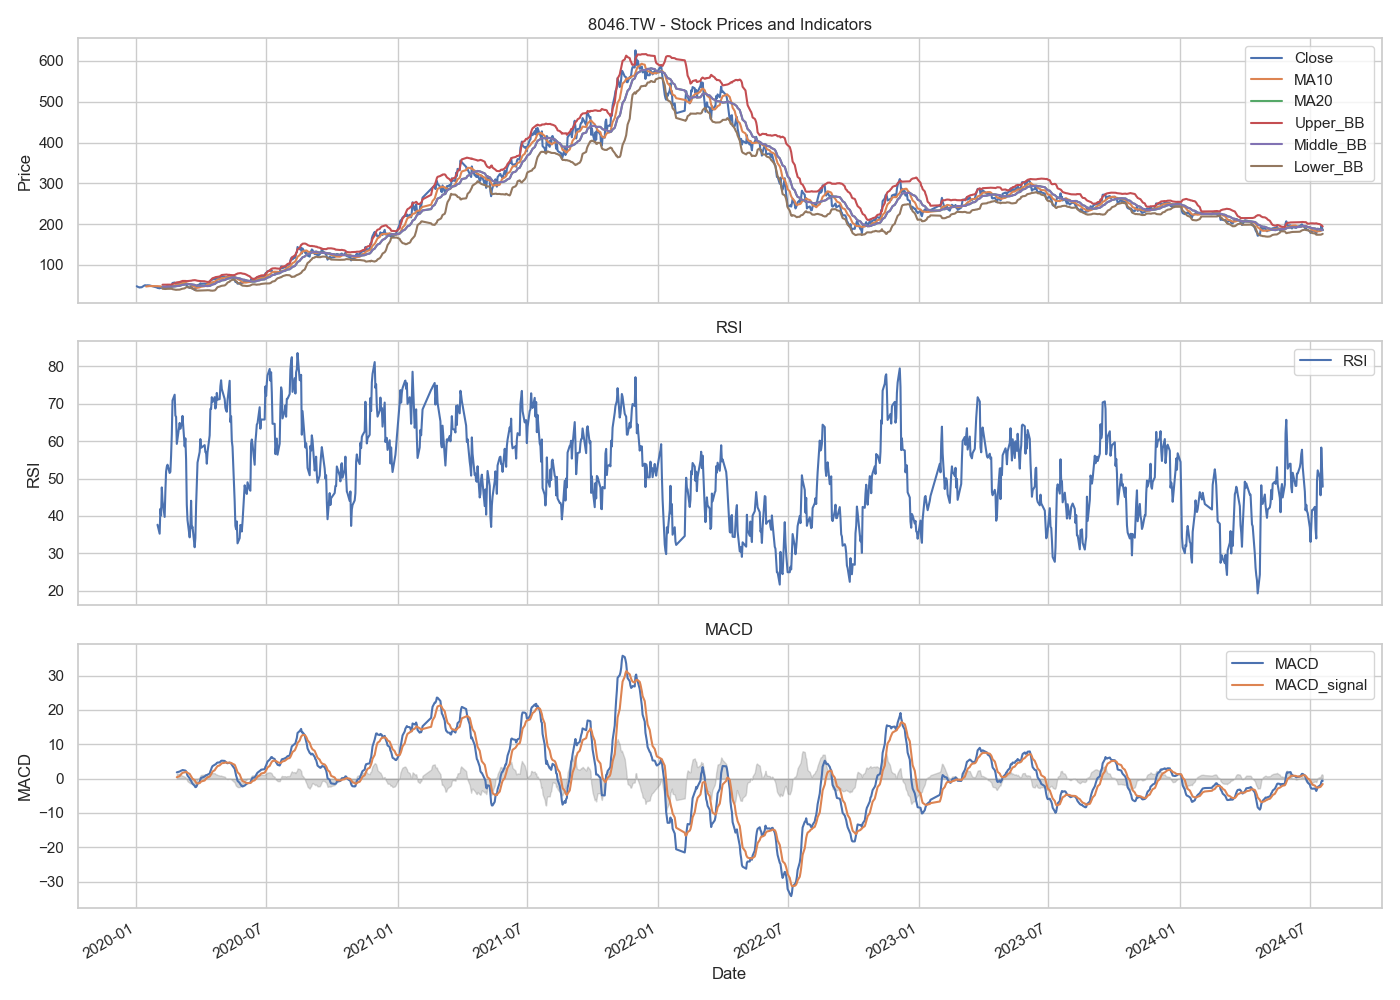 8046.TW - Stock Prices and Indicators
Price
600
500
400
300
200
100
Close
MA10
MA20
Upper_BB
Middle_BB
Lower_BB
RSI
RSI
80
70
60
50
40
30
20
RSI
MACD
MACD
30
20
10
0
−10
−20
−30
MACD
MACD_signal
2020-01
2020-07
2021-01
2021-07
2022-01
2022-07
2023-01
2023-07
2024-01
2024-07
Date